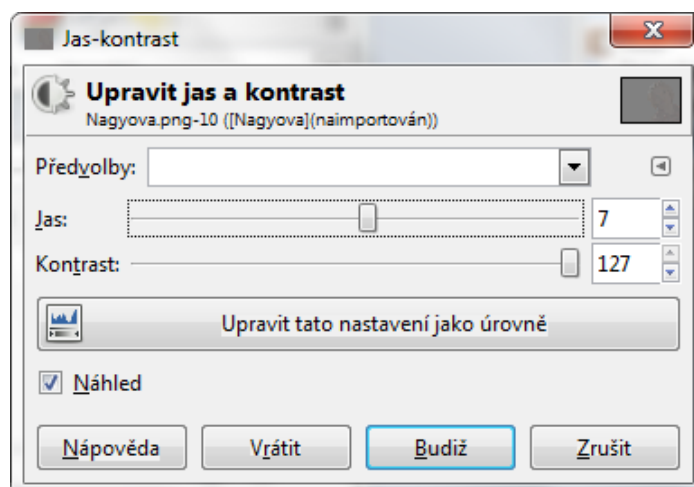 Jas-kontrast
x
Upravit jas a kontrast
Nagyova.png-10 ([Nagyova](naimportován))
Předvolby:
Jas: 7
Kontrast: 127
Upravit tato nastavení jako úrovně
Náhled
Nápověda Vrátit Budiž Zrušit